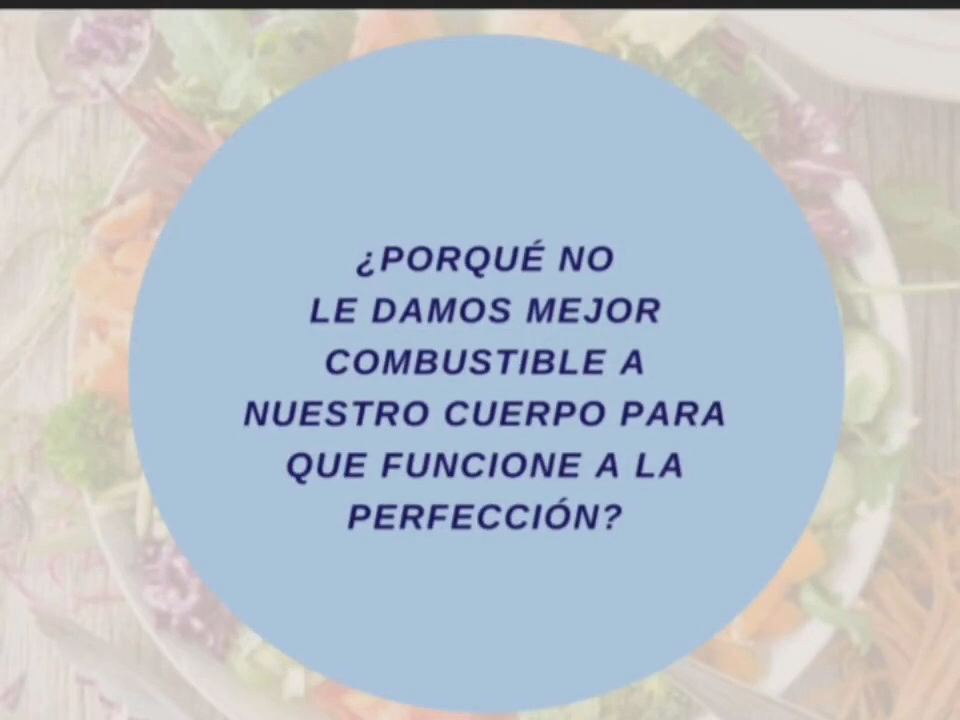 ¿PORQUÉ NO
LE DAMOS MEJOR
COMBUSTIBLE A
NUESTRO CUERPO PARA
QUE FUNCIONE A LA
PERFECCIÓN?